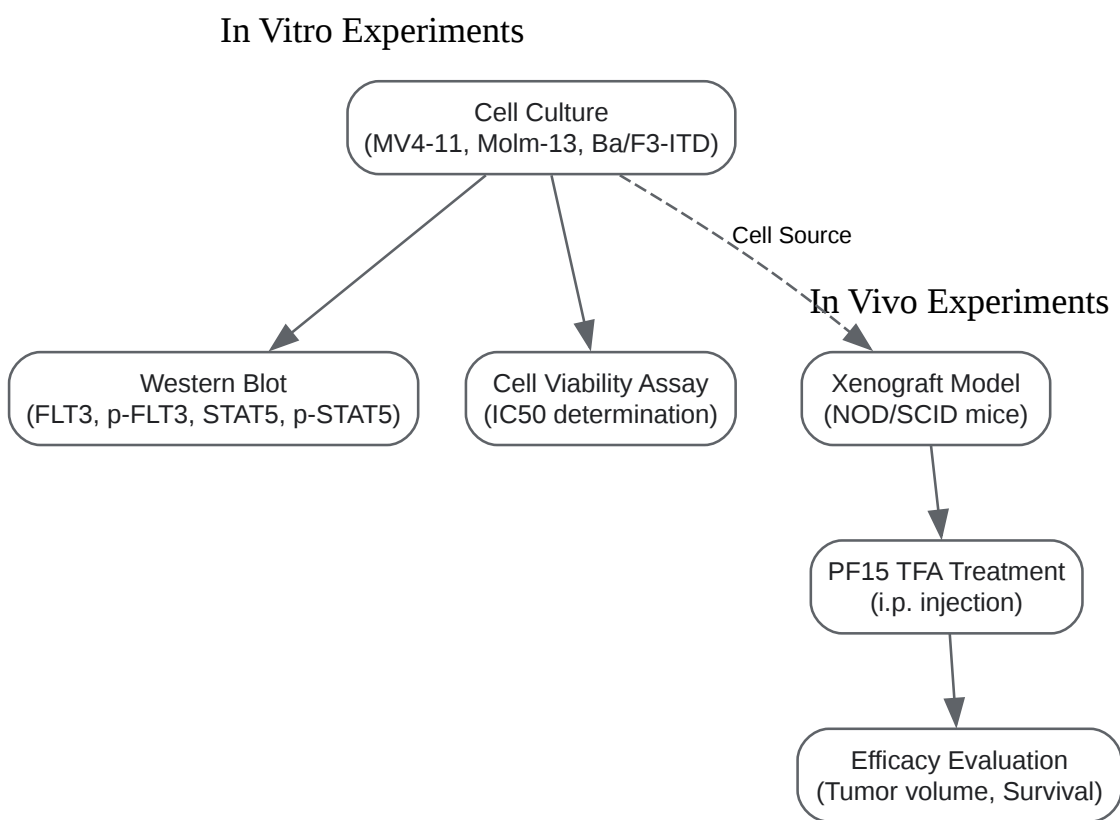 In Vitro Experiments
Cell Culture
(MV4-11, Molm-13, Ba/F3-ITD)
Cell Source
In Vivo Experiments
Western Blot
(FLT3, p-FLT3, STAT5, p-STAT5)
Cell Viability Assay
(IC50 determination)
Xenograft Model
(NOD/SCID mice)
PF15 TFA Treatment
(i.p. injection)
Efficacy Evaluation
(Tumor volume, Survival)